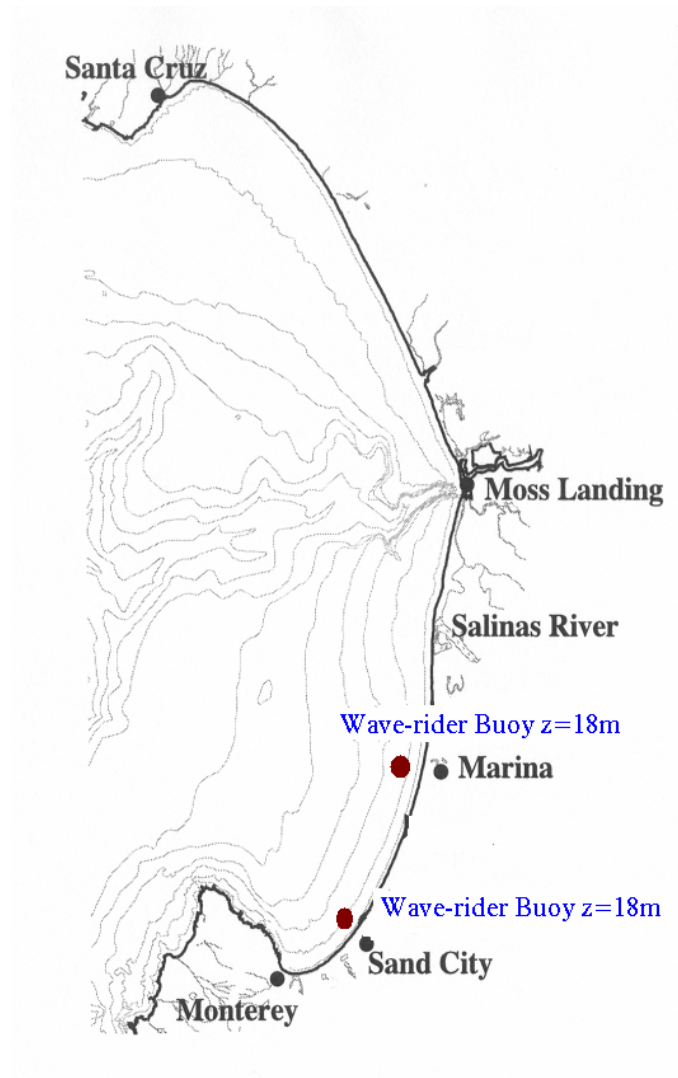 Santa Cruz
Moss Landing
Salinas River
Wave-rider Buoy z=18m
Marina
Wave-rider Buoy z=18m
Sand City
Monterey